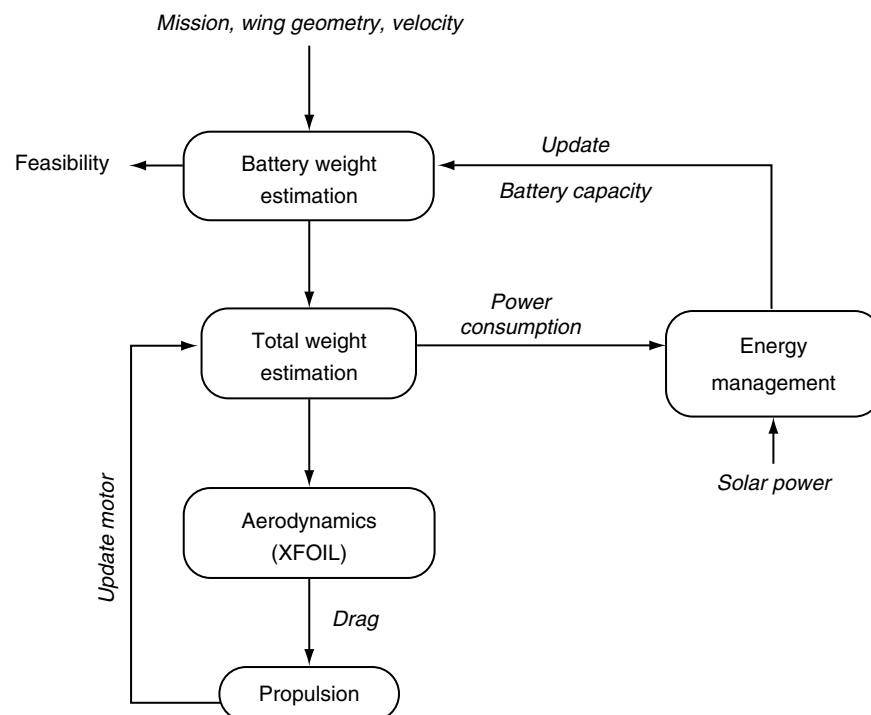 Mission, wing geometry, velocity
Feasibility
Battery weight
estimation
Update
Battery capacity
Total weight
estimation
Power
consumption
Energy
management
Solar power
Update motor
Aerodynamics
(XFOIL)
Drag
Propulsion